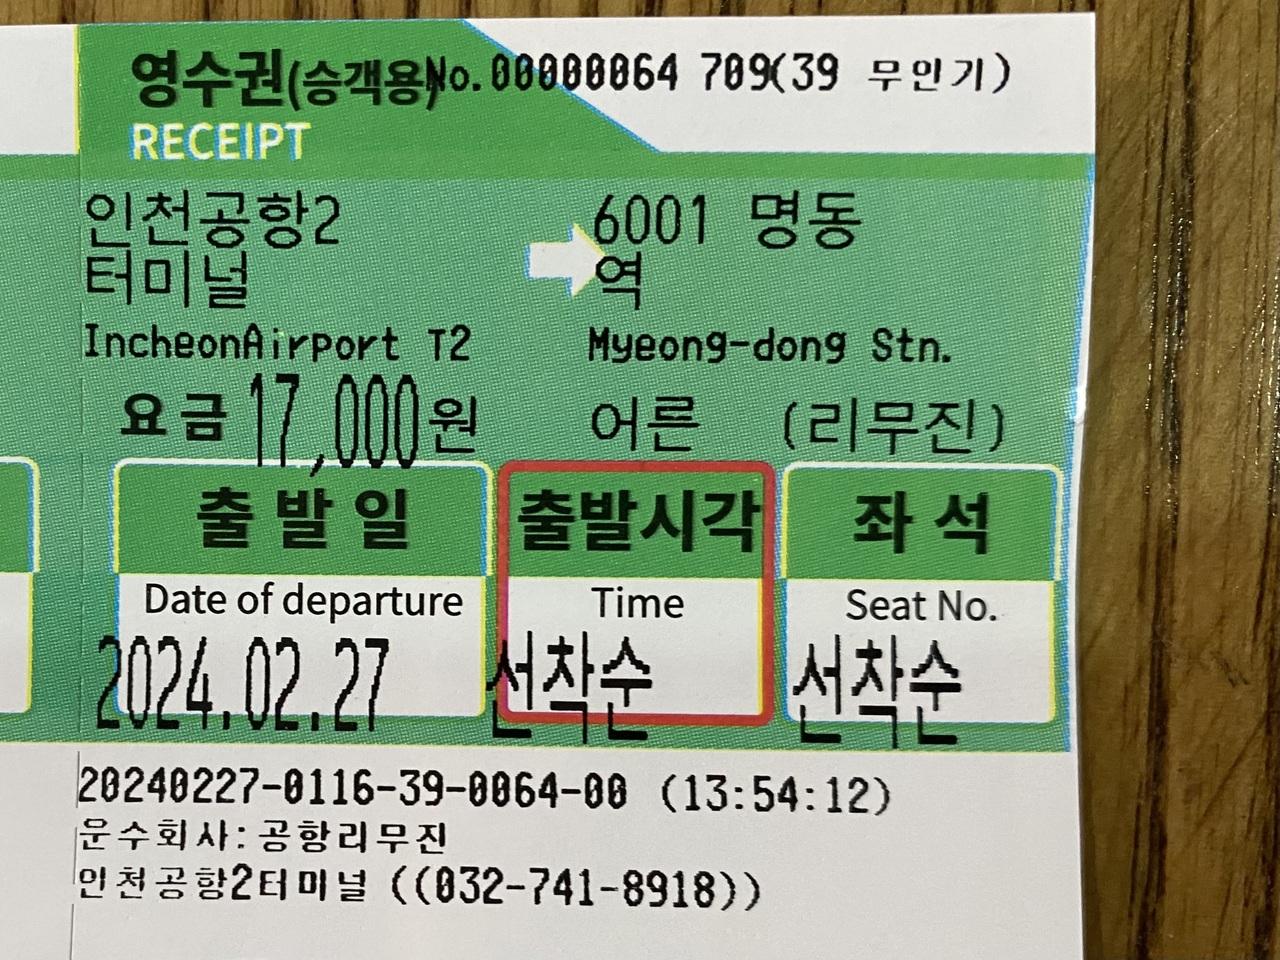 영수권(승객용)No.00000064 709(39 무인기)
RECEIPT
인천공항2 6001 명동
터미널 역
IncheonAirport T2 Myeong-dong Stn.
요금 17,000원 어른 (리무진)
출발일 출발시각 좌석
Date of departure Time Seat No.
2024.02.27 선착순 선착순
20240227-0116-39-0064-00 (13:54:12)
운수회사:공항리무진
인천공항2터미널 ((032-741-8918))